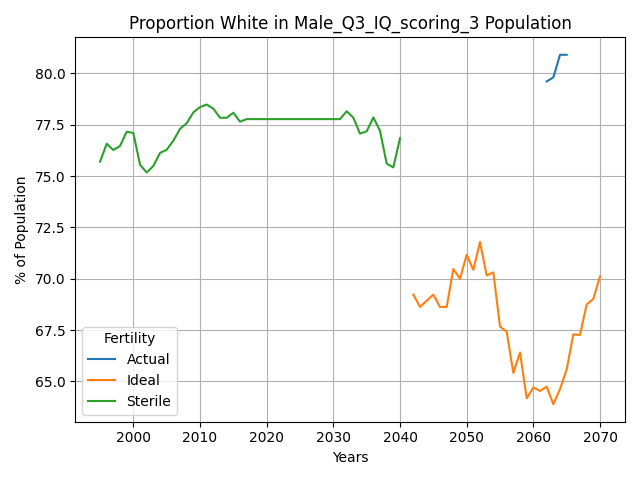 Proportion White in Male_Q3_IQ_scoring_3 Population
80.0
77.5
75.0
72.5
70.0
67.5
65.0
% of Population
Fertility
Actual
Ideal
Sterile
2000 2010 2020 2030 2040 2050 2060 2070
Years